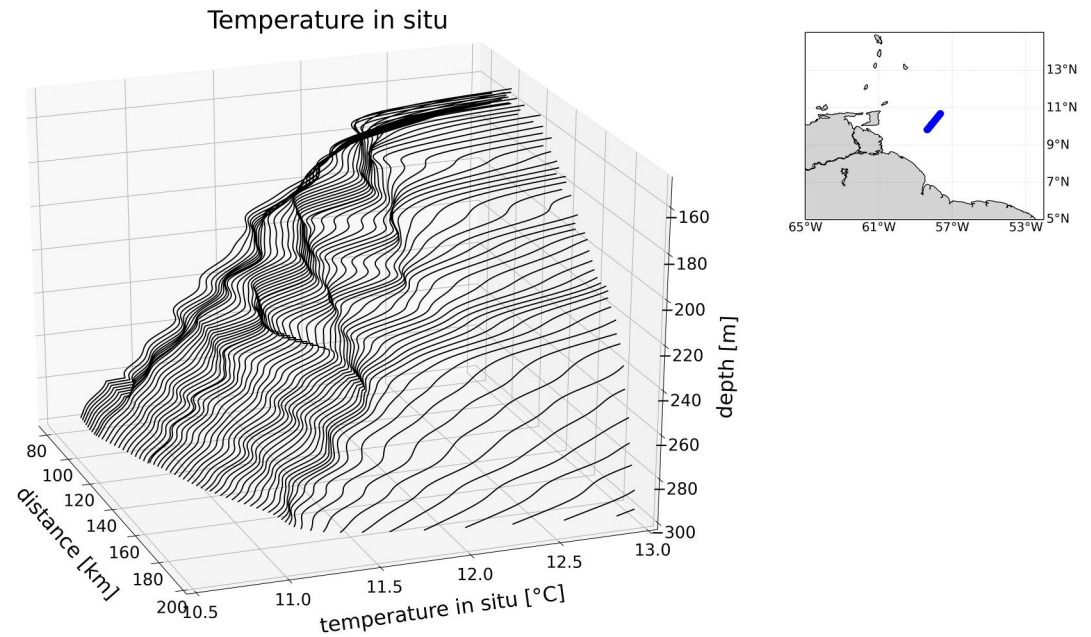 Temperature in situ
160
180
200
220
240
260
280
300
depth [m]
80
100
120
140
160
180
200
distance [km]
10.5
11.0
11.5
12.0
12.5
13.0
temperature in situ [°C]
13°N
11°N
9°N
7°N
5°N
65°W
61°W
57°W
53°W